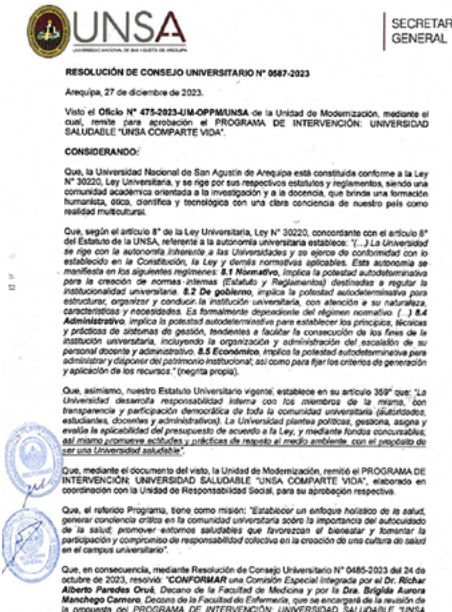 UNSA
UNIVERSIDAD NACIONAL DE SAN AGUSTÍN DE AREQUIPA
SECRETAR
GENERAL
RESOLUCIÓN DE CONSEJO UNIVERSITARIO N° 0587-2023
Arequipa, 27 de diciembre de 2023.
Visto el Oficio N° 475-2023-UM-OPPM/UNSA de la Unidad de Modernización, mediante el
cual, remite para aprobación el PROGRAMA DE INTERVENCIÓN: UNIVERSIDAD
SALUDABLE "UNSA COMPARTE VIDA".
CONSIDERANDO:
Que, la Universidad Nacional de San Agustín de Arequipa está constituida conforme a la Ley
N° 30220, Ley Universitaria, y se rige por sus respectivos estatutos y reglamentos, siendo una
comunidad académica orientada a la investigación y a la docencia, que brinda una formación
humanista, ética, científica y tecnológica con una clara conciencia de nuestro país como
realidad multicultural.
Que, según el artículo 8° de la Ley Universitaria, Ley N° 30220, concordante con el artículo 8°
del Estatuto de la UNSA, referente a la autonomía universitaria establece: "(...) La Universidad
se rige con la autonomía inherente a las Universidades y se ejerce de conformidad con lo
establecido en la Constitución, la Ley y demás normativas aplicables. Esta autonomía se
manifiesta en los siguientes regímenes: 8.1 Normativo, implica la potestad autodeterminativa
para la creación de normas internas (Estatuto y Reglamentos) destinadas a regular la
institucionalidad universitaria. 8.2 De gobierno, implica la potestad autodeterminativa para
estructurar, organizar y conducir la institución universitaria, con atención a su naturaleza,
características y necesidades. Es formalmente dependiente del régimen normativo. (...) 8.4
Administrativo, implica la potestad autodeterminativa para establecer los principios, técnicas
y prácticas de sistemas de gestión, tendentes a facilitar la consecución de los fines de la
institución universitaria, incluyendo la organización y administración del escalafón de su
personal docente y administrativo. 8.5 Económico, implica la potestad autodeterminativa para
administrar y disponer del patrimonio institucional; así como para fijar los criterios de generación
y aplicación de los recursos." (negrita propia).
Que, asimismo, nuestro Estatuto Universitario vigente, establece en su artículo 359° que: "La
Universidad desarrolla responsabilidad interna con los miembros de la misma, con
transparencia y participación democrática de toda la comunidad universitaria (autoridades,
estudiantes, docentes y administrativos). La Universidad plantea políticas, gestiona, asigna y
evalúa la aplicabilidad del presupuesto de acuerdo a la Ley, y mediante fondos concursables;
así mismo promueve actitudes y prácticas de respeto al medio ambiente, con el propósito de
ser una Universidad saludable".
Que, mediante el documento del visto, la Unidad de Modernización, remitió el PROGRAMA DE
INTERVENCIÓN: UNIVERSIDAD SALUDABLE "UNSA COMPARTE VIDA", elaborado en
coordinación con la Unidad de Responsabilidad Social, para su aprobación respectiva.
Que, el referido Programa, tiene como misión: "Establecer un enfoque holístico de la salud,
generar conciencia crítica en la comunidad universitaria sobre la importancia del autocuidado
de la salud; promover entornos saludables que favorezcan el bienestar y fomentar la
participación y compromiso de responsabilidad colectiva en la creación de una cultura de salud
en el campus universitario".
Que, en consecuencia, mediante Resolución de Consejo Universitario N° 0485-2023 del 24 de
octubre de 2023, resolvió: "CONFORMAR una Comisión Especial integrada por el Dr. Richar
Alberto Paredes Orué, Decano de la Facultad de Medicina y por la Dra. Brígida Aurora
Manchego Carnero, Decana de la Facultad de Enfermería, que se encargará de la revisión de
la propuesta del PROGRAMA DE INTERVENCIÓN: UNIVERSIDAD SALUDABLE "UNSA